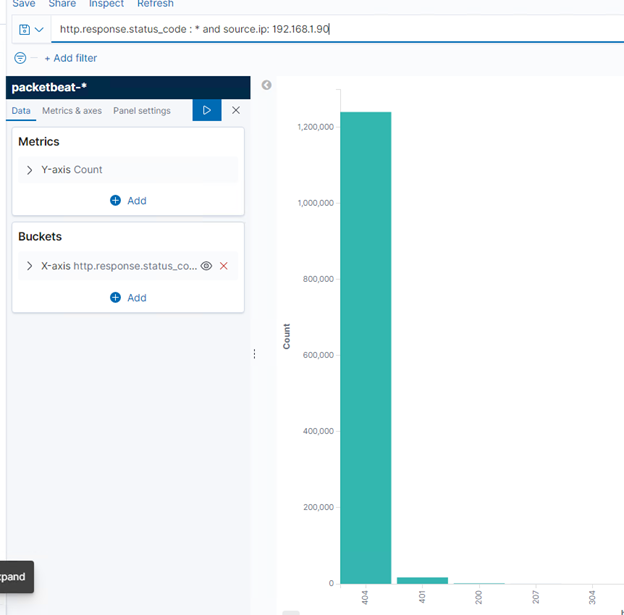 Save Share Inspect Refresh
http.response.status_code : * and source.ip: 192.168.1.90
+ Add filter
packetbeat-*
Data Metrics & axes Panel settings
Metrics
Y-axis Count
Add
Buckets
X-axis http.response.status_co...
Add
pand
Count
1,200,000
1,000,000
800,000
600,000
400,000
200,000
0
404
401
200
207
304